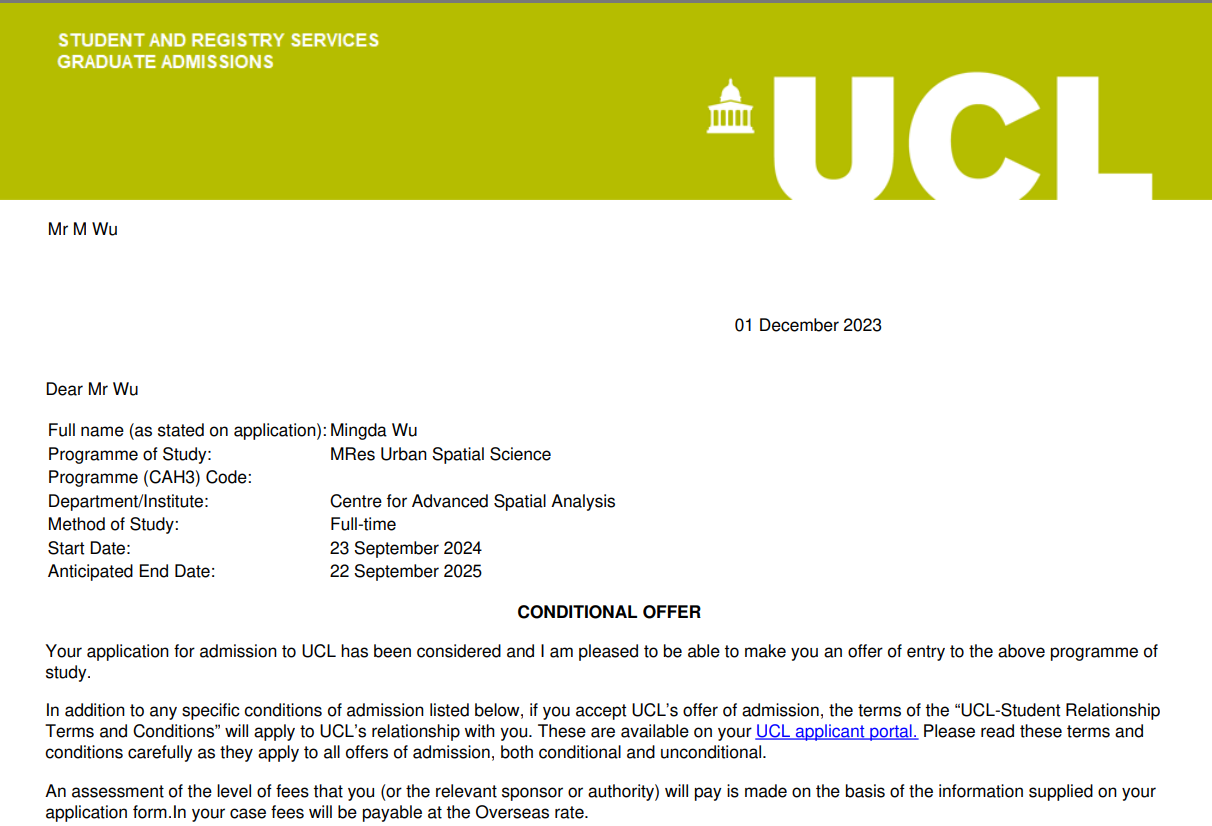 STUDENT AND REGISTRY SERVICES
GRADUATE ADMISSIONS
UCL
Mr M Wu
01 December 2023
Dear Mr Wu
Full name (as stated on application): Mingda Wu
Programme of Study: MRes Urban Spatial Science
Programme (CAH3) Code:
Department/Institute: Centre for Advanced Spatial Analysis
Method of Study: Full-time
Start Date: 23 September 2024
Anticipated End Date: 22 September 2025
CONDITIONAL OFFER
Your application for admission to UCL has been considered and I am pleased to be able to make you an offer of entry to the above programme of
study.
In addition to any specific conditions of admission listed below, if you accept UCL’s offer of admission, the terms of the “UCL-Student Relationship
Terms and Conditions” will apply to UCL’s relationship with you. These are available on your UCL applicant portal. Please read these terms and
conditions carefully as they apply to all offers of admission, both conditional and unconditional.
An assessment of the level of fees that you (or the relevant sponsor or authority) will pay is made on the basis of the information supplied on your
application form.In your case fees will be payable at the Overseas rate.